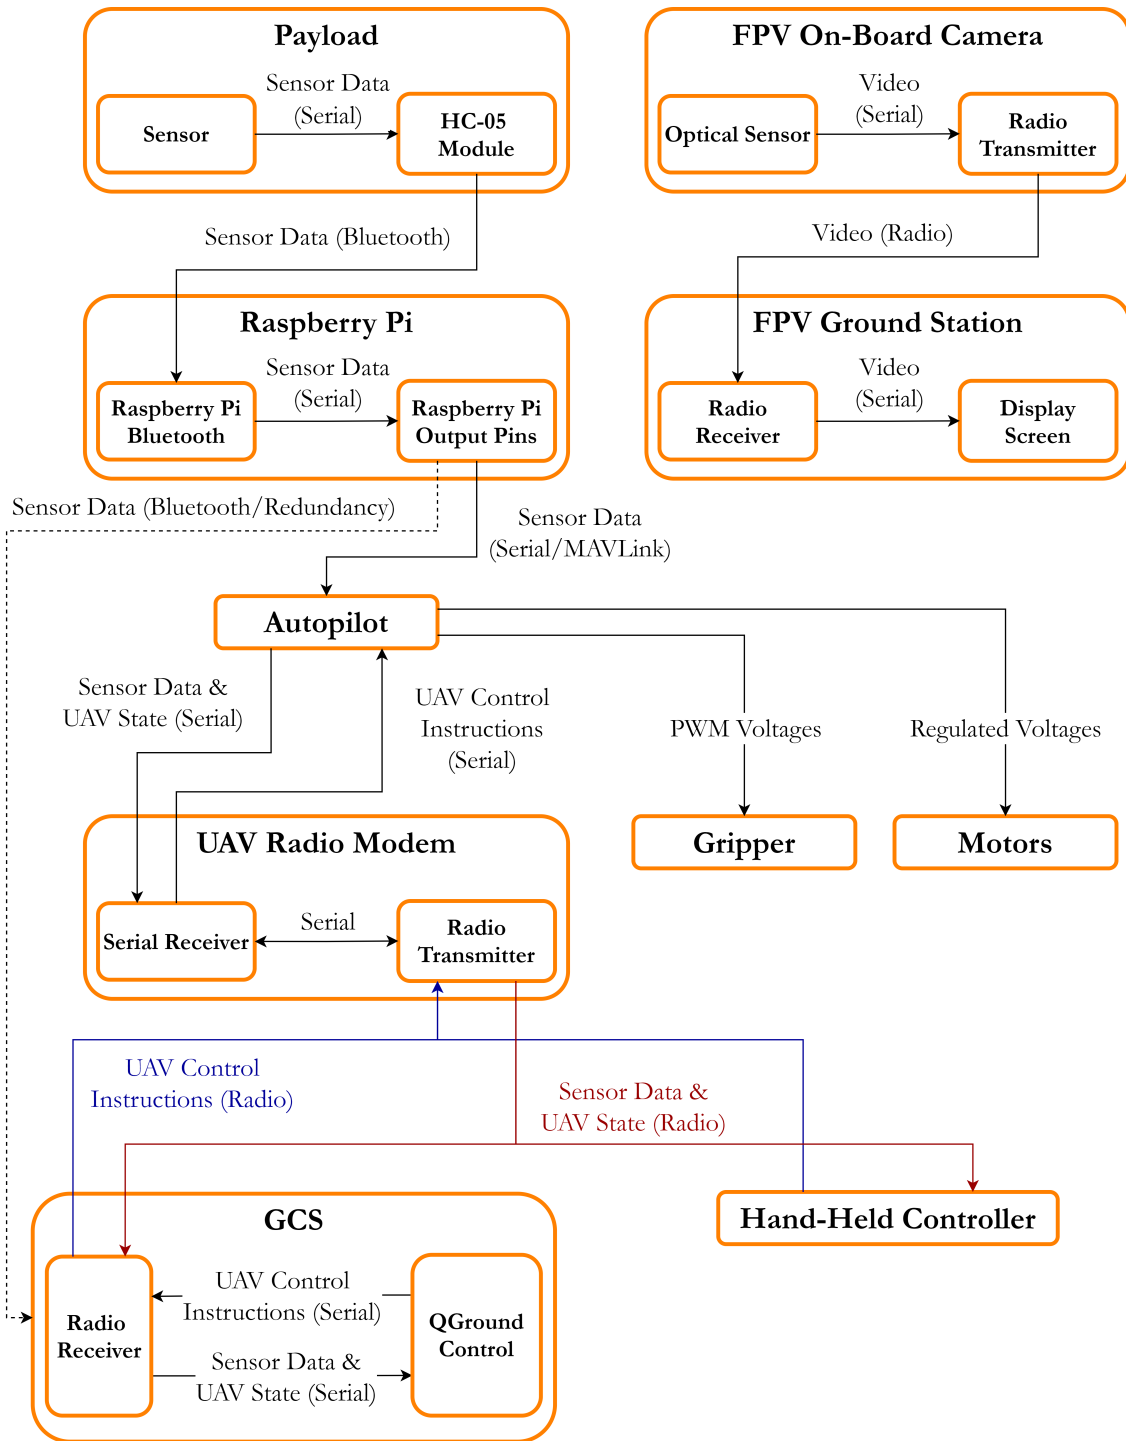 Payload
Sensor Data
(Serial)
Sensor
HC-05
Module
FPV On-Board Camera
Video
(Serial)
Optical Sensor
Radio
Transmitter
Sensor Data (Bluetooth)
Video (Radio)
Raspberry Pi
Sensor Data
(Serial)
Raspberry Pi
Bluetooth
Raspberry Pi
Output Pins
FPV Ground Station
Video
(Serial)
Radio
Receiver
Display
Screen
Sensor Data (Bluetooth/Redundancy)
Sensor Data
(Serial/MAVLink)
Autopilot
Sensor Data &
UAV State (Serial)
UAV Control
Instructions
(Serial)
PWM Voltages
Regulated Voltages
Gripper
Motors
UAV Radio Modem
Serial Receiver
Serial
Radio
Transmitter
UAV Control
Instructions (Radio)
Sensor Data &
UAV State (Radio)
Hand-Held Controller
GCS
UAV Control
Instructions (Serial)
Radio
Receiver
QGround
Control
Sensor Data &
UAV State (Serial)